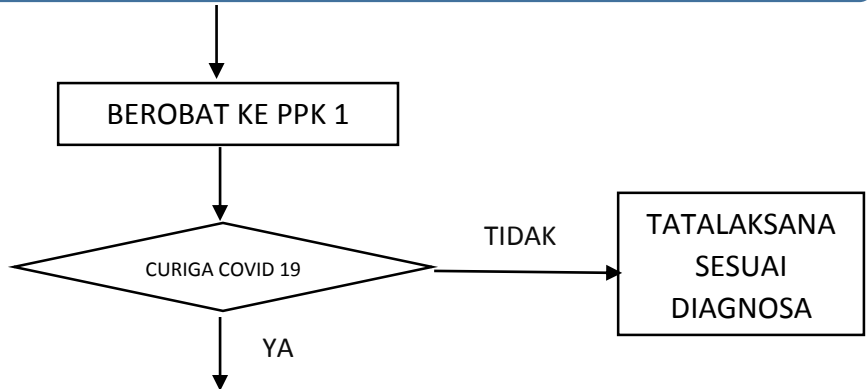 BEROBAT KE PPK 1
CURIGA COVID 19
TIDAK
TATALAKSANA
SESUAI
DIAGNOSA
YA